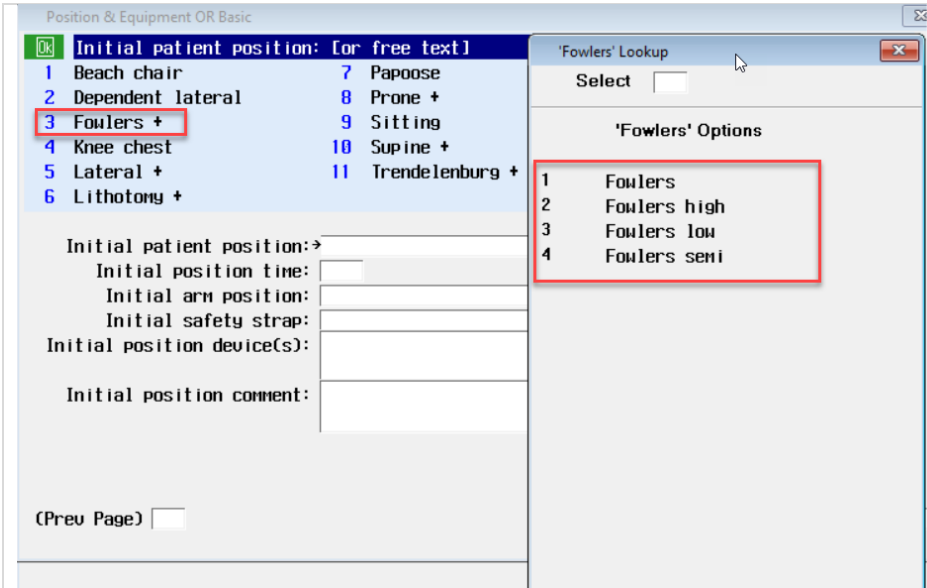 Position & Equipment OR Basic
Ok Initial patient position: [or free text]
1 Beach chair 7 Papoose
2 Dependent lateral 8 Prone +
3 Fowlers + 9 Sitting
4 Knee chest 10 Supine +
5 Lateral + 11 Trendelenburg +
6 Lithotomy +
Initial patient position:
Initial position time:
Initial arm position:
Initial safety strap:
Initial position device(s):
Initial position comment:
(Prev Page)
'Fowlers' Lookup
Select
'Fowlers' Options
1 Fowlers
2 Fowlers high
3 Fowlers low
4 Fowlers semi